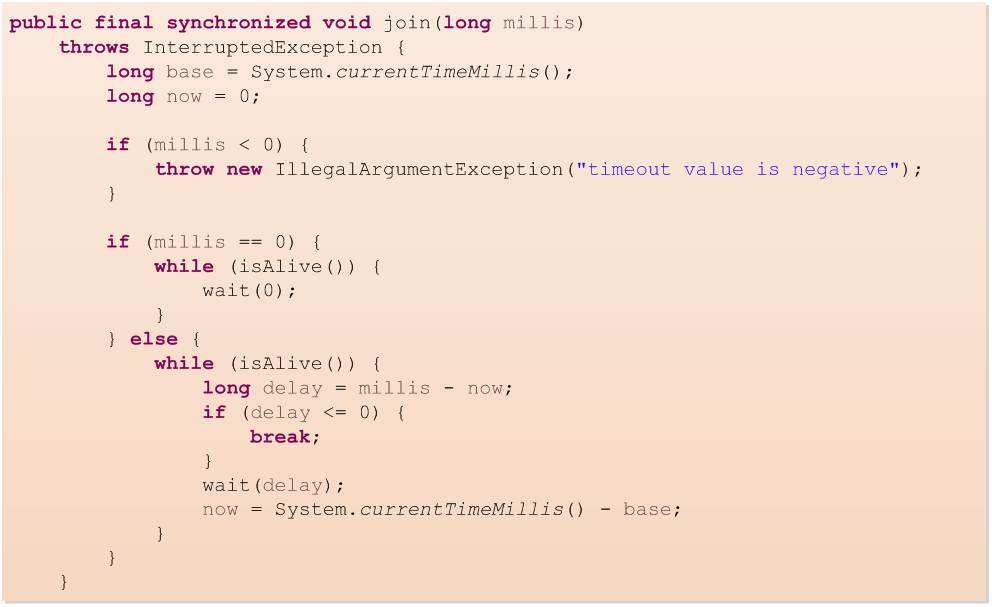 public final synchronized void join(long millis)
    throws InterruptedException {
        long base = System.currentTimeMillis();
        long now = 0;

        if (millis < 0) {
            throw new IllegalArgumentException("timeout value is negative");
        }

        if (millis == 0) {
            while (isAlive()) {
                wait(0);
            }
        } else {
            while (isAlive()) {
                long delay = millis - now;
                if (delay <= 0) {
                    break;
                }
                wait(delay);
                now = System.currentTimeMillis() - base;
            }
        }
    }